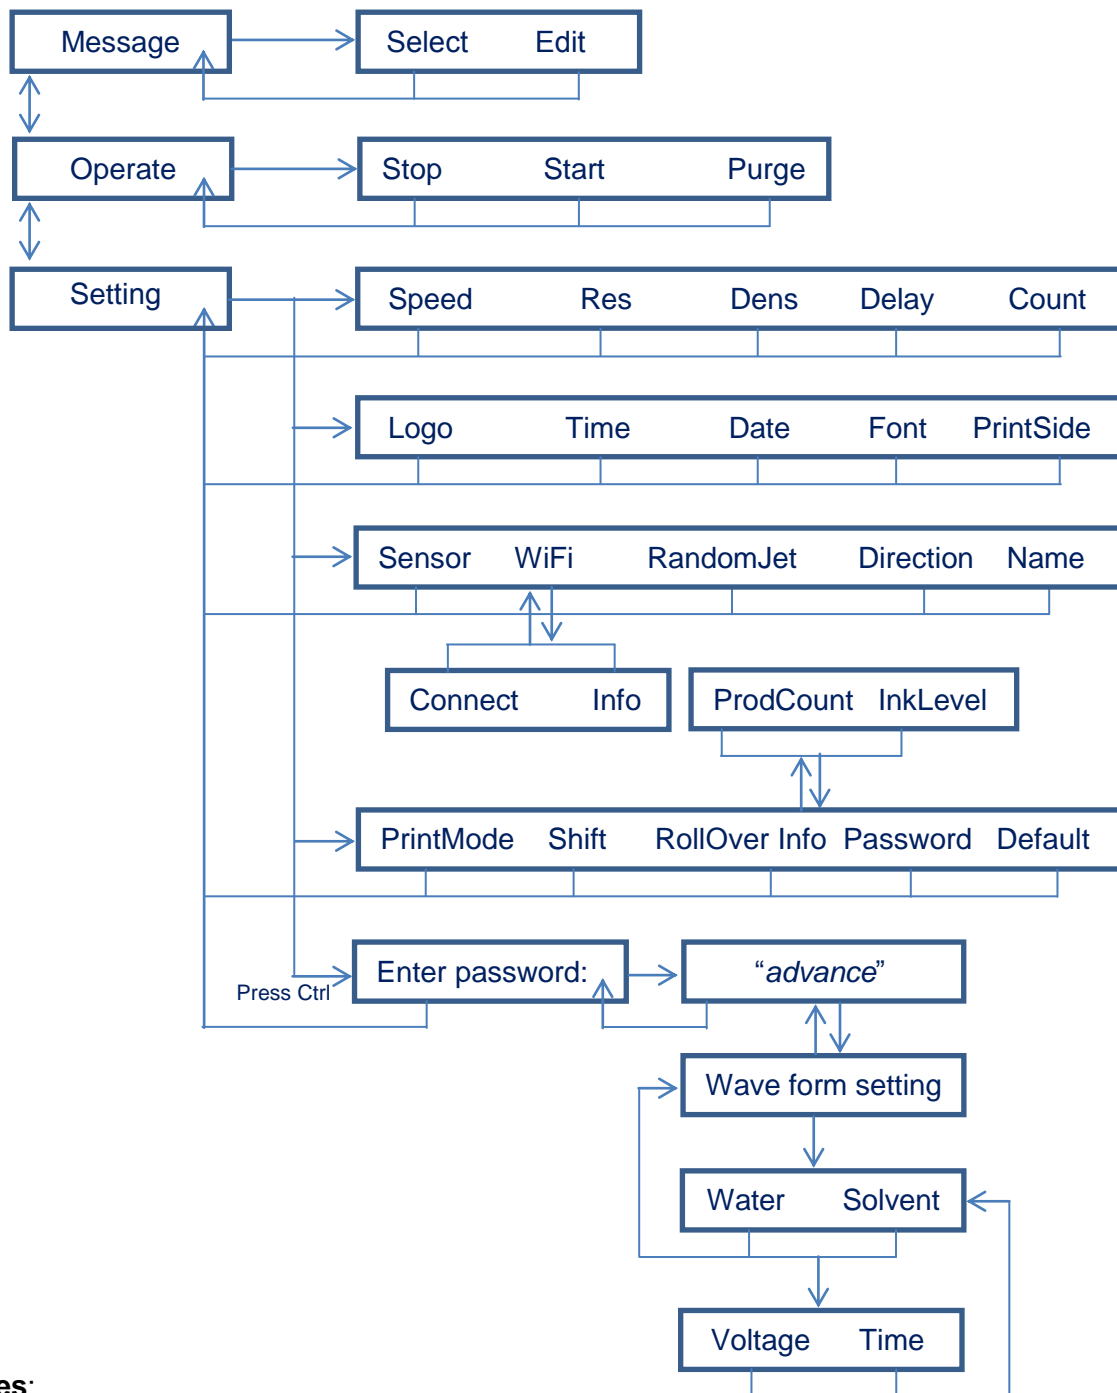 Message Select Edit
Operate Stop Start Purge
Setting Speed Res Dens Delay Count
Logo Time Date Font PrintSide
Sensor WiFi RandomJet Direction Name
Connect Info ProdCount InkLevel
PrintMode Shift RollOver Info Password Default
Press Ctrl Enter password: “advance”
Wave form setting
Water Solvent
Voltage Time
es: